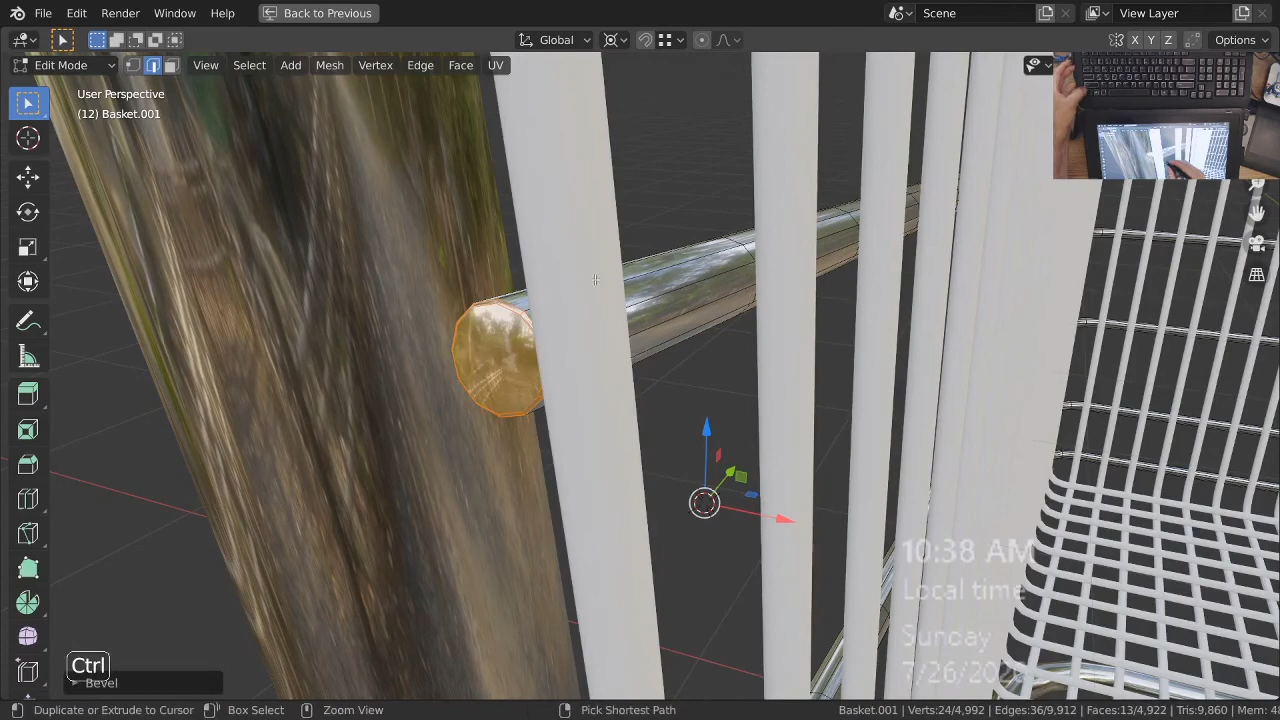 File Edit Render Window Help Back to Previous Scene View Layer
Global X Y Z Options
Edit Mode View Select Add Mesh Vertex Edge Face UV
User Perspective
(12) Basket.001
10:38 AM
Local time
Sunday
Ctrl
Bevel
Duplicate or Extrude to Cursor Box Select Zoom View Pick Shortest Path Basket.001 | Verts:24/4,992 | Edges:36/9,912 | Faces:13/4,922 | Tris:9,860 | Mem: 4